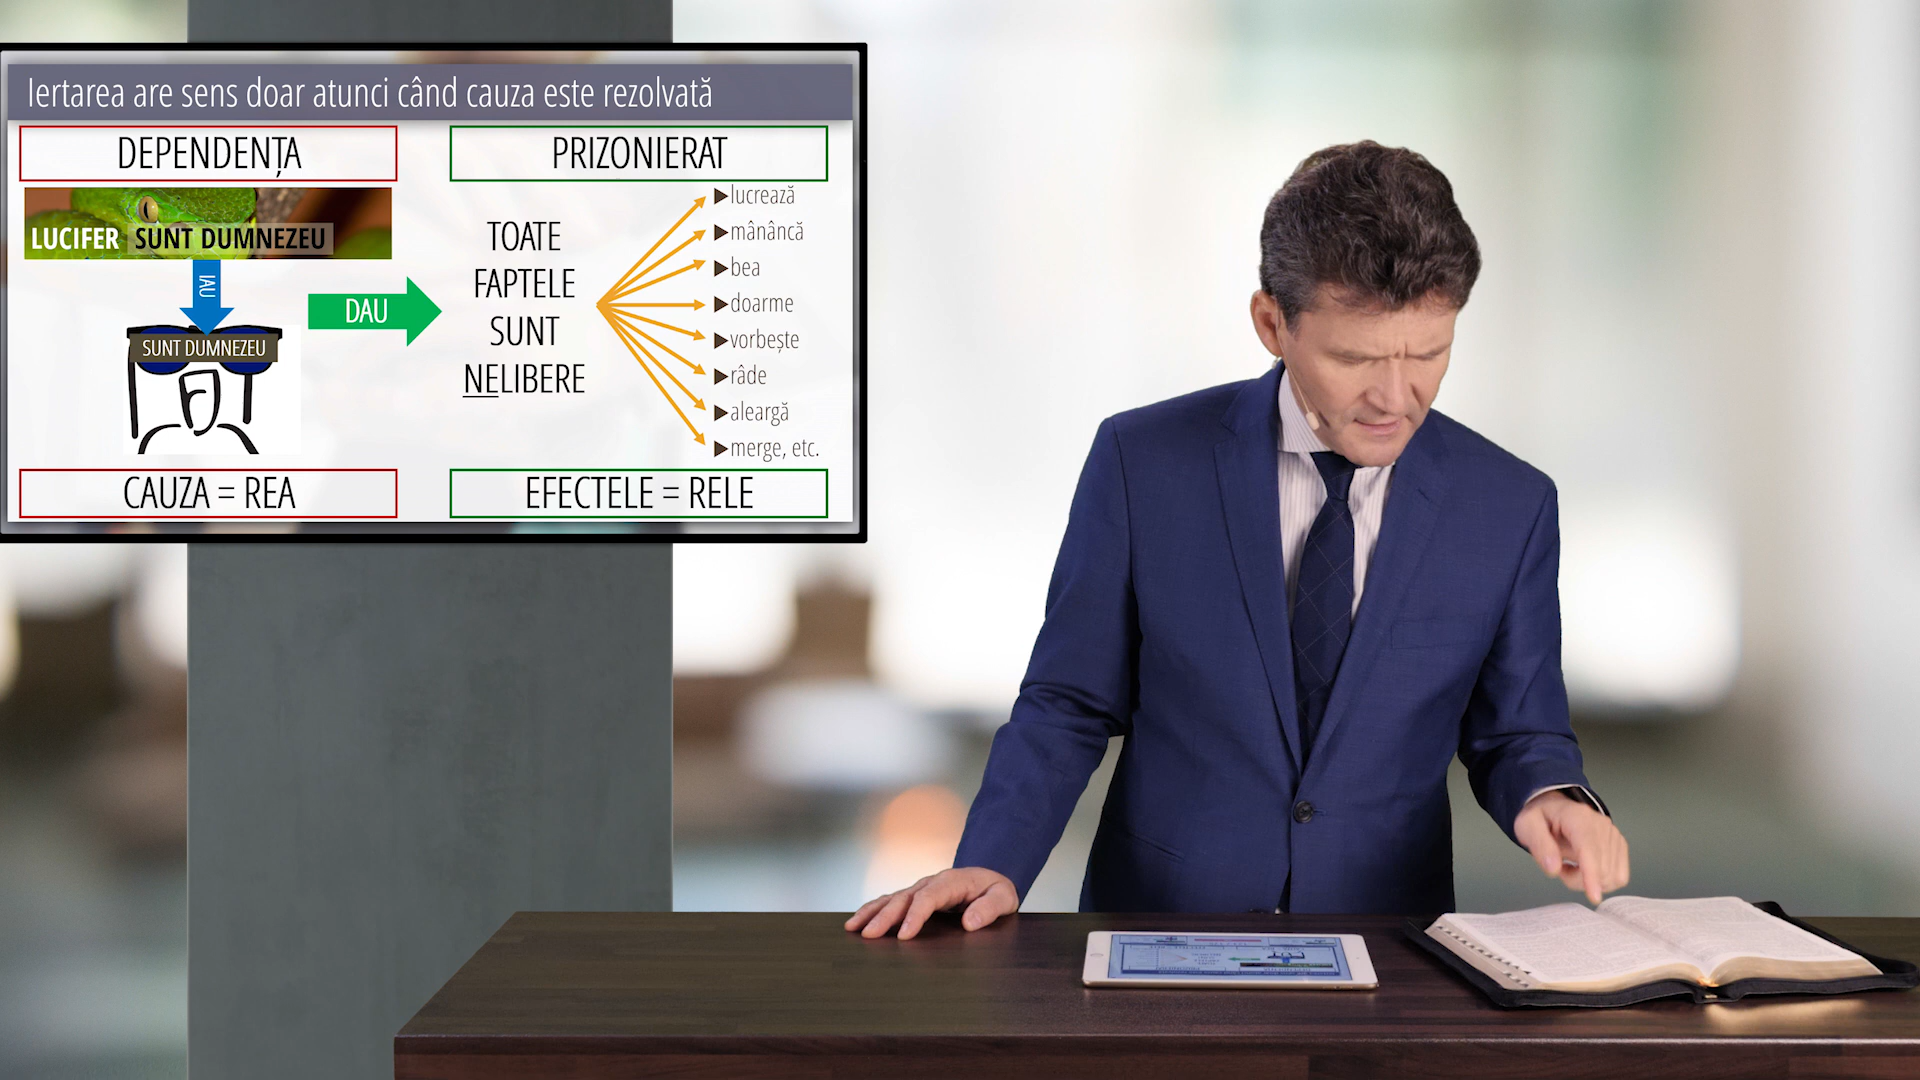 Iertarea are sens doar atunci când cauza este rezolvată
DEPENDENȚA
LUCIFER SUNT DUMNEZEU
IAU
SUNT DUMNEZEU
CAUZA = REA
DAU
PRIZONIERAT
TOATE
FAPTELE
SUNT
NELIBERE
lucrează
mânâncă
bea
doarme
vorbește
râde
aleargă
merge, etc.
EFECTELE = RELE